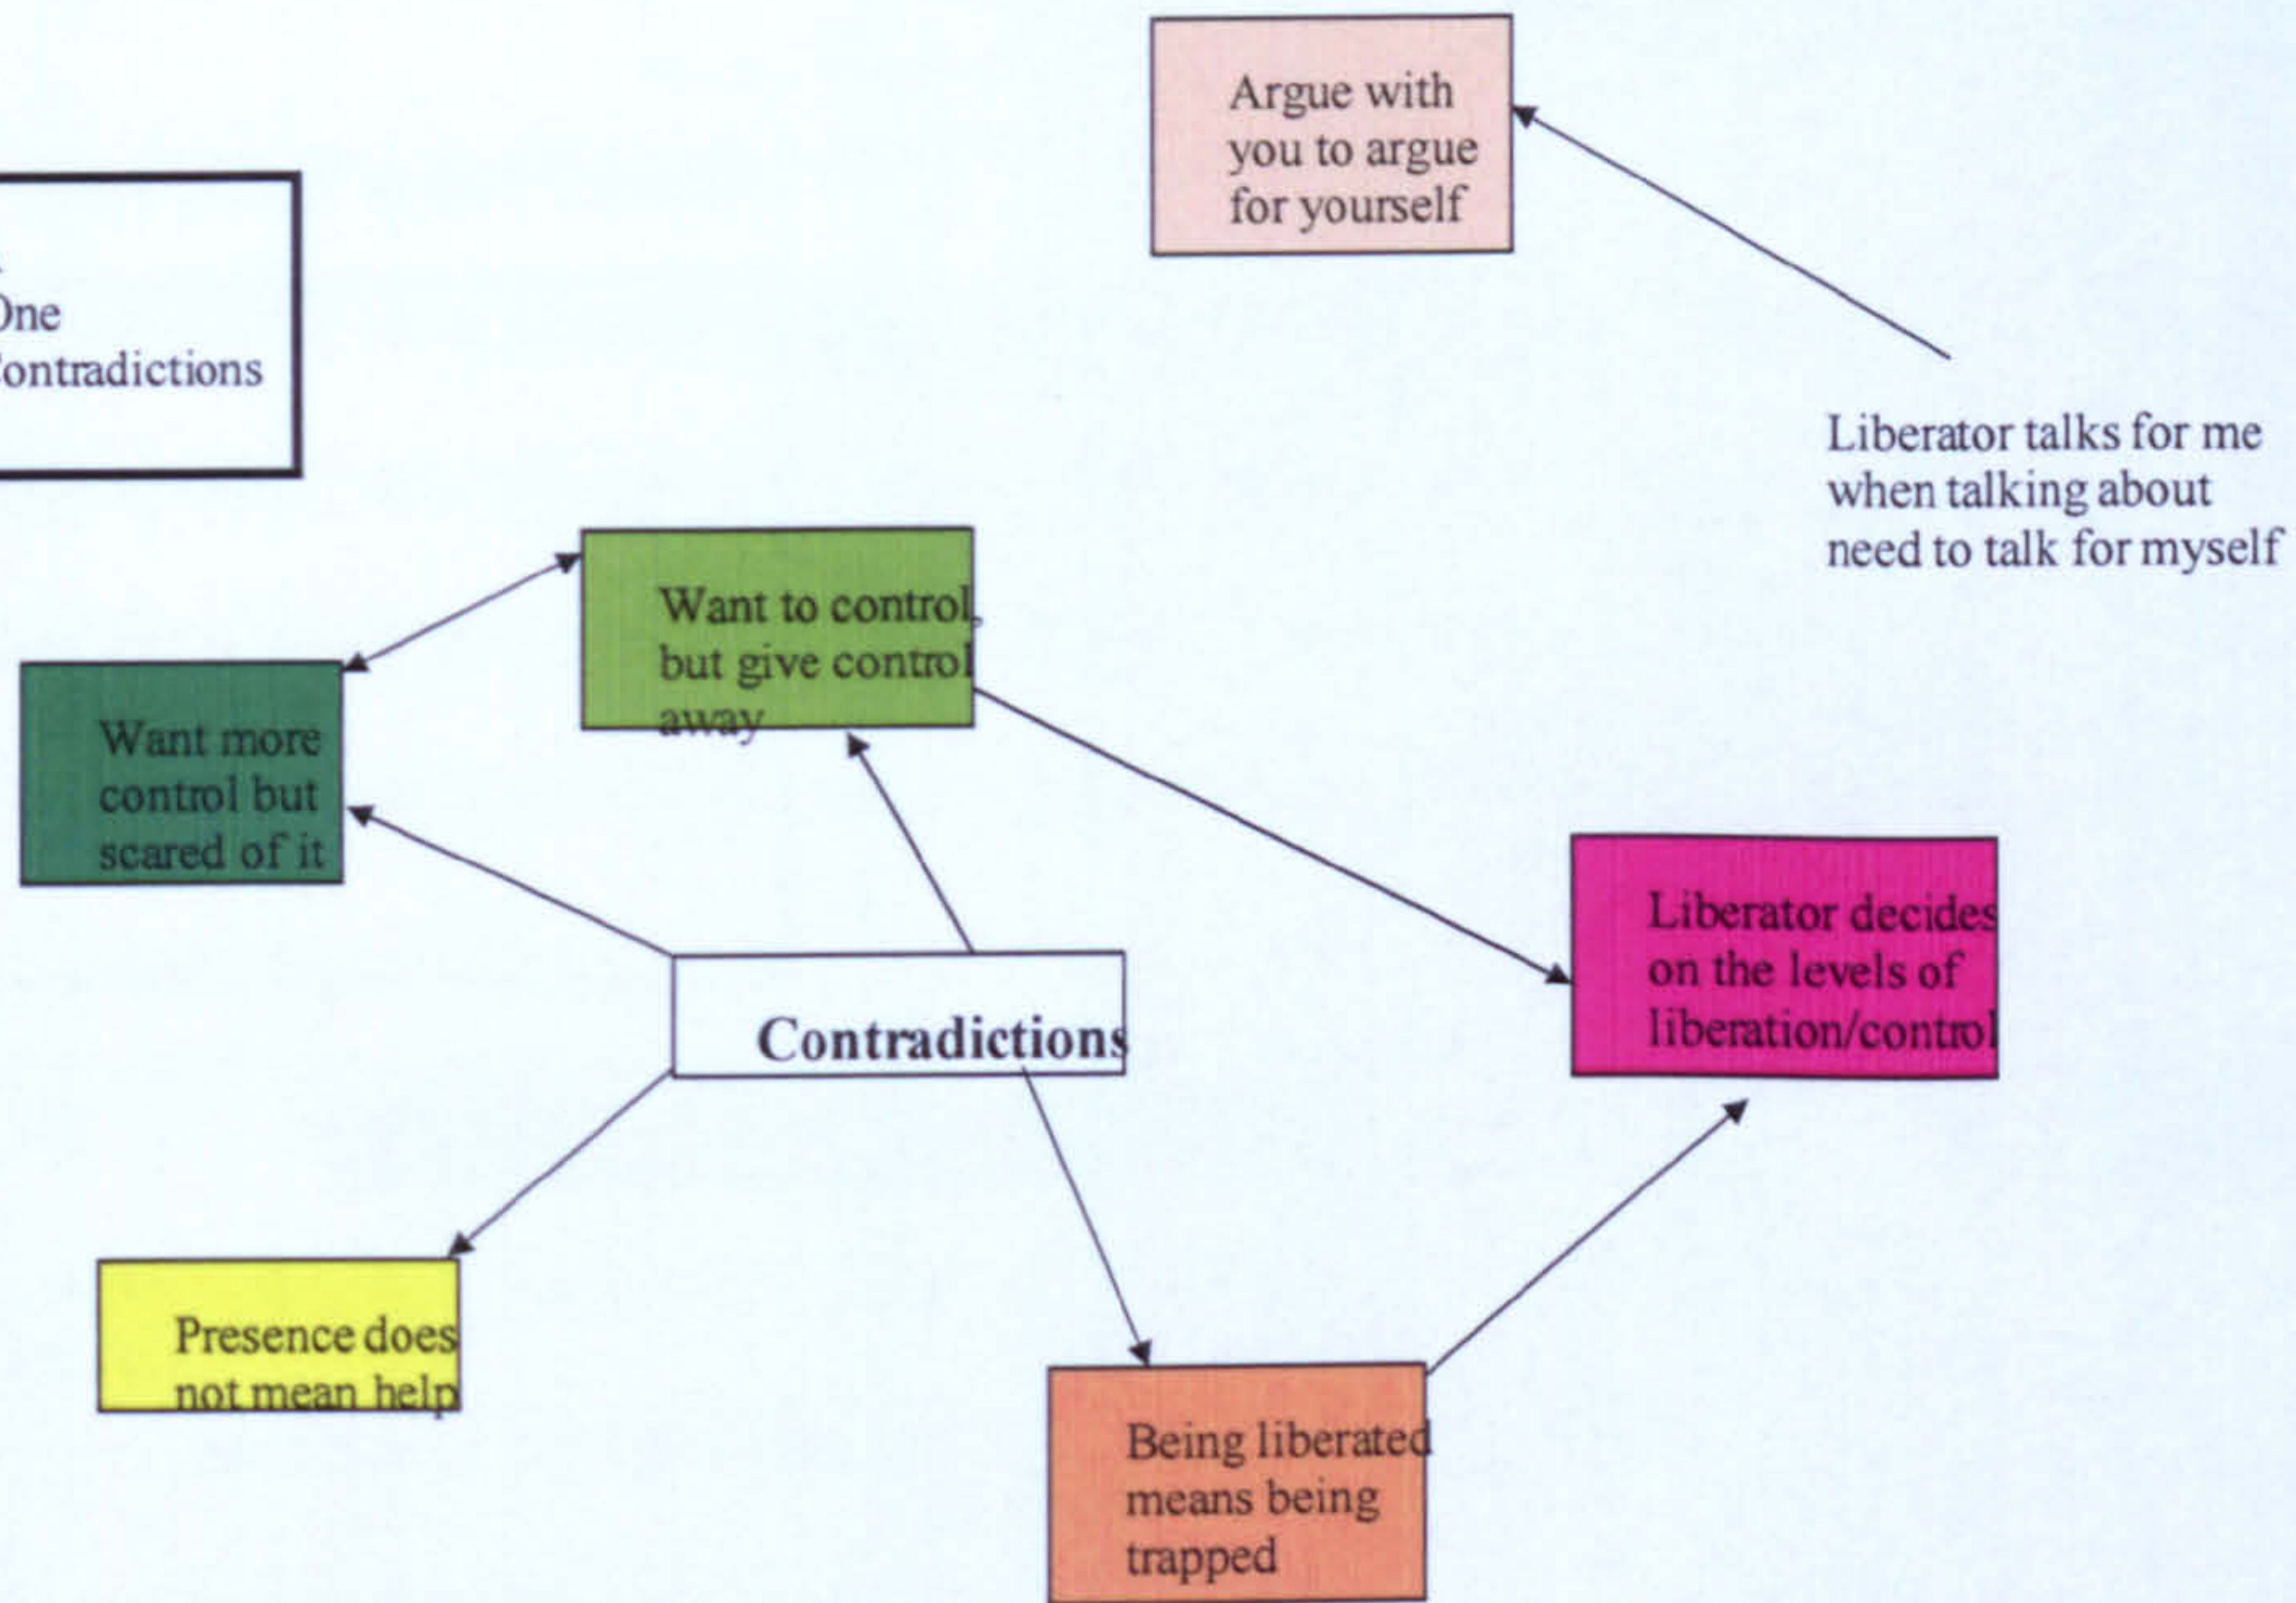 Argue with
you to argue
for yourself
One
Contradictions
Liberator talks for me
when talking about
need to talk for myself
Want to control,
but give control
away
Want more
control but
scared of it
Liberator decides
on the levels of
liberation/control
Contradictions
Presence does
not mean help
Being liberated
means being
trapped